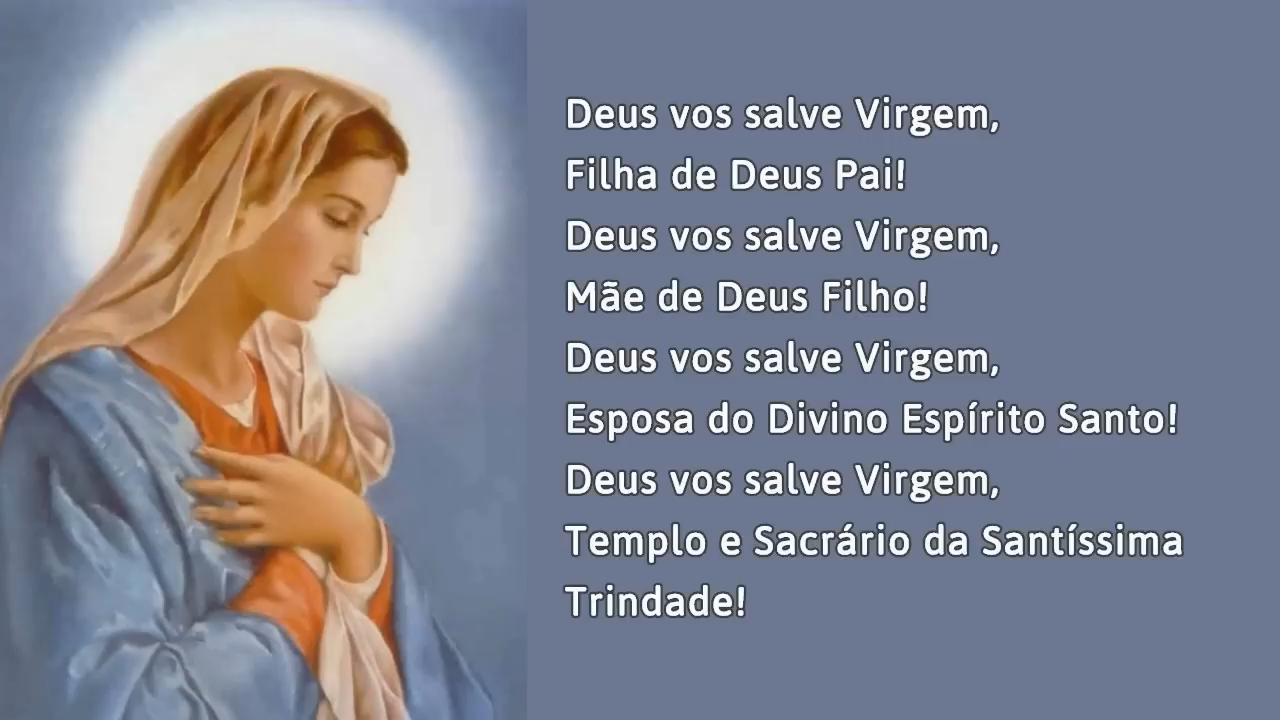 Deus vos salve Virgem,
Filha de Deus Pai!
Deus vos salve Virgem,
Mãe de Deus Filho!
Deus vos salve Virgem,
Esposa do Divino Espírito Santo!
Deus vos salve Virgem,
Templo e Sacrário da Santíssima
Trindade!